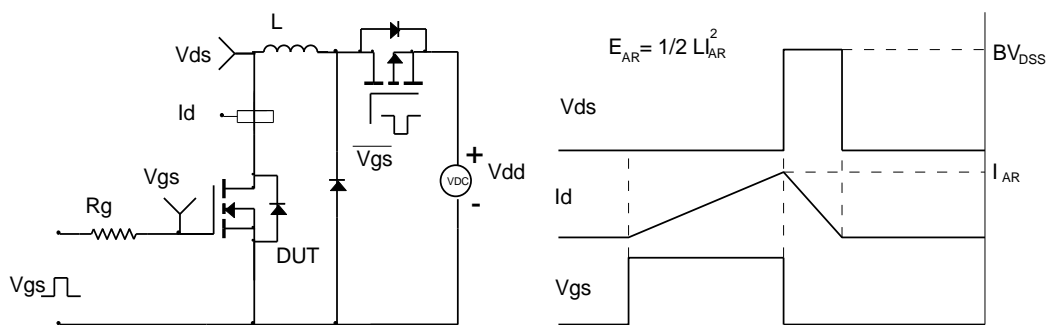 L
Vds
Id
Vgs
Rg
DUT
Vgs
Vgs
+
VDC
Vdd
-
E_AR = 1/2 LI_AR^2
BV_DSS
Vds
I_AR
Id
Vgs